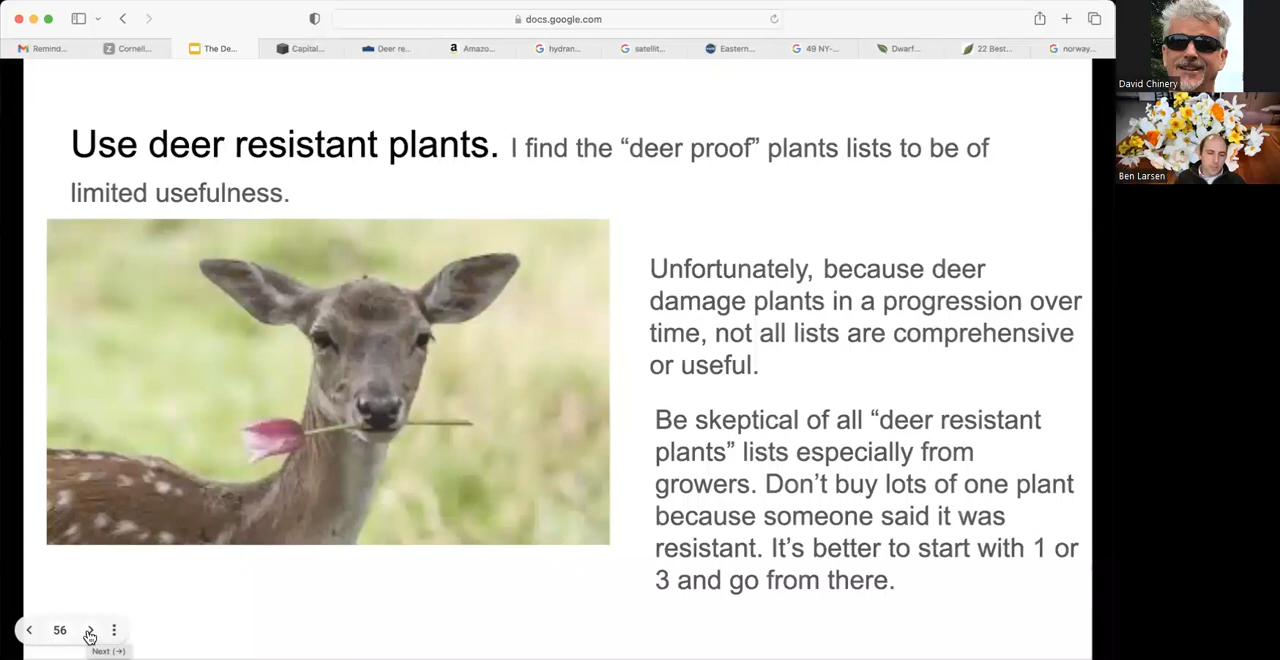 docs.google.com
Remind...
Cornell...
The De...
Capital...
Deer re...
Amazo...
hydran...
satellit...
Eastern...
49 NY-...
Dwarf...
22 Best...
norway...
David Chinery
Ben Larsen
Use deer resistant plants. I find the “deer proof” plants lists to be of
limited usefulness.
Unfortunately, because deer
damage plants in a progression over
time, not all lists are comprehensive
or useful.
Be skeptical of all “deer resistant
plants” lists especially from
growers. Don’t buy lots of one plant
because someone said it was
resistant. It’s better to start with 1 or
3 and go from there.
56
Next (→)